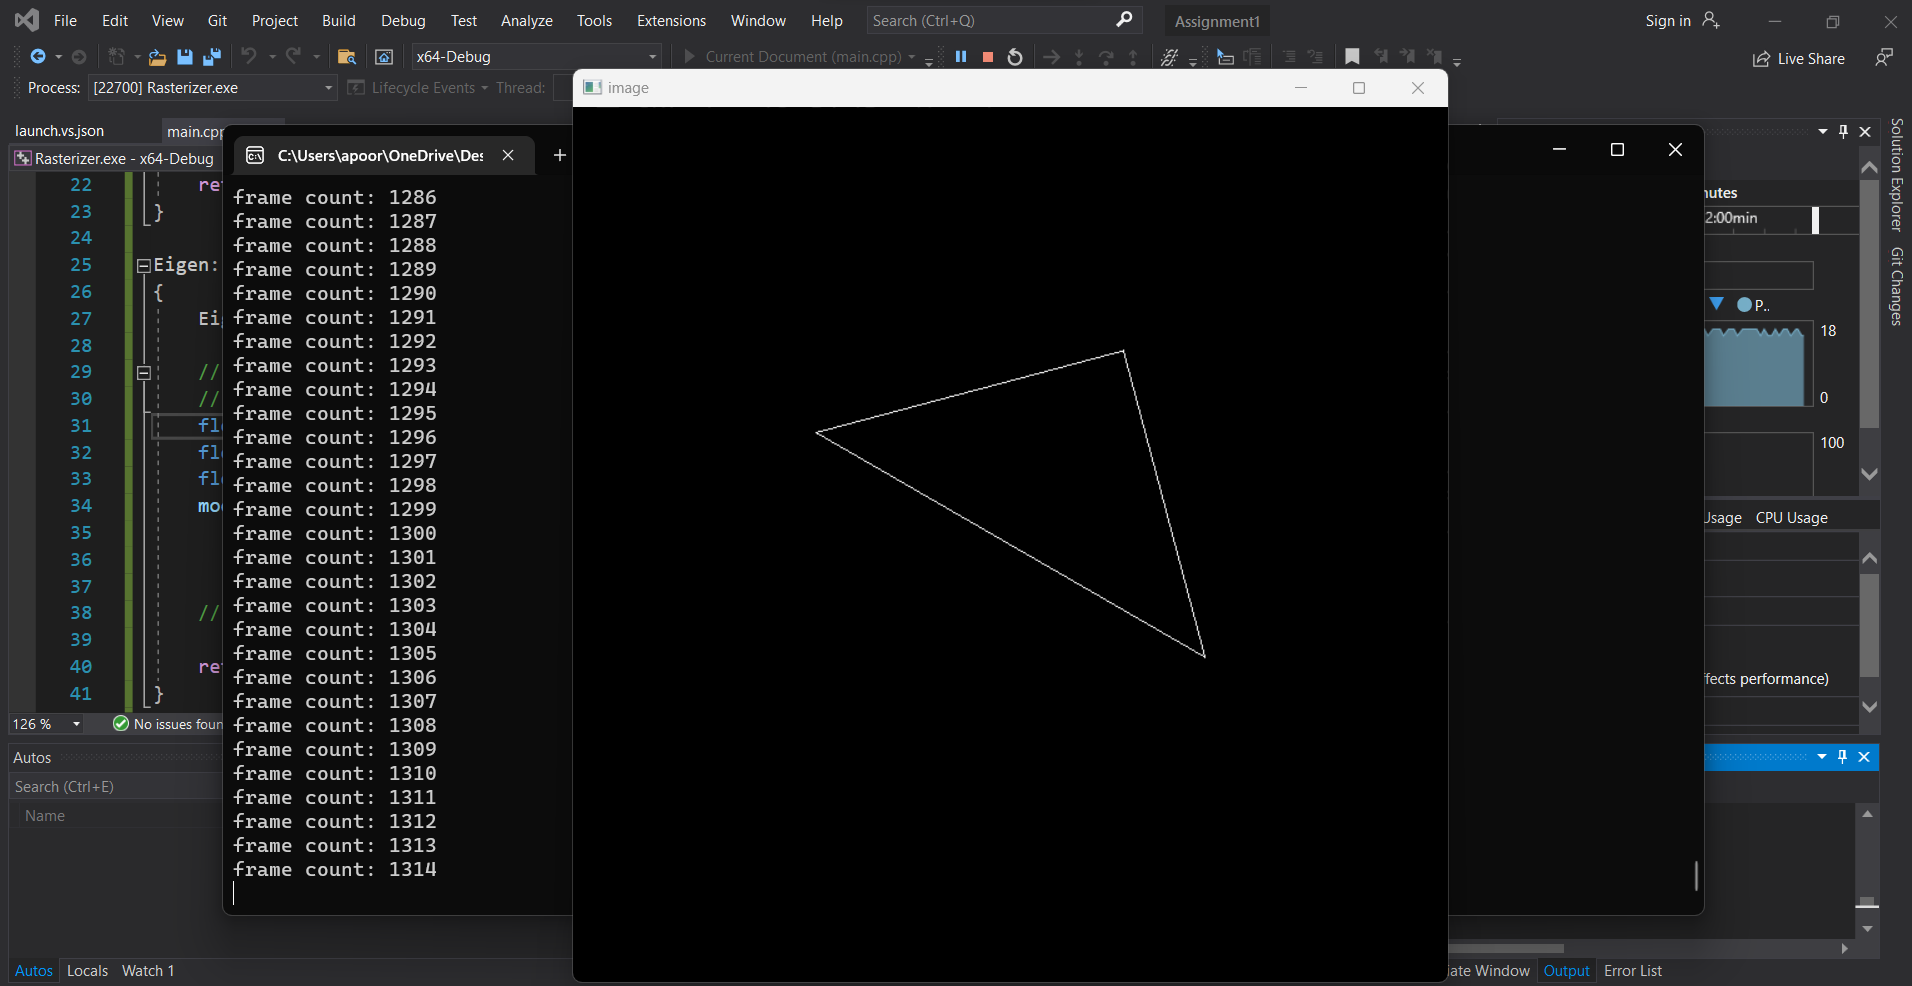 File Edit View Git Project Build Debug Test Analyze Tools Extensions Window Help Search (Ctrl+Q) Assignment1 Sign in
x64-Debug Current Document (main.cpp) Live Share
Process: [22700] Rasterizer.exe Lifecycle Events Thread:
image
launch.vs.json main.cpp
Rasterizer.exe - x64-Debug
C:\Users\apoor\OneDrive\Des
22 ret
23 }
24
25 Eigen:
26 {
27 Eig
28
29 //
30 //
31 flo
32 flo
33 flo
34 mod
35
36
37
38 //
39
40 ret
41 }
126 % No issues foun
frame count: 1286
frame count: 1287
frame count: 1288
frame count: 1289
frame count: 1290
frame count: 1291
frame count: 1292
frame count: 1293
frame count: 1294
frame count: 1295
frame count: 1296
frame count: 1297
frame count: 1298
frame count: 1299
frame count: 1300
frame count: 1301
frame count: 1302
frame count: 1303
frame count: 1304
frame count: 1305
frame count: 1306
frame count: 1307
frame count: 1308
frame count: 1309
frame count: 1310
frame count: 1311
frame count: 1312
frame count: 1313
frame count: 1314
nutes
2:00min
P..
18
0
100
Usage CPU Usage
ffects performance)
Solution Explorer
Git Changes
Autos
Search (Ctrl+E)
Name
Autos Locals Watch 1
ate Window Output Error List